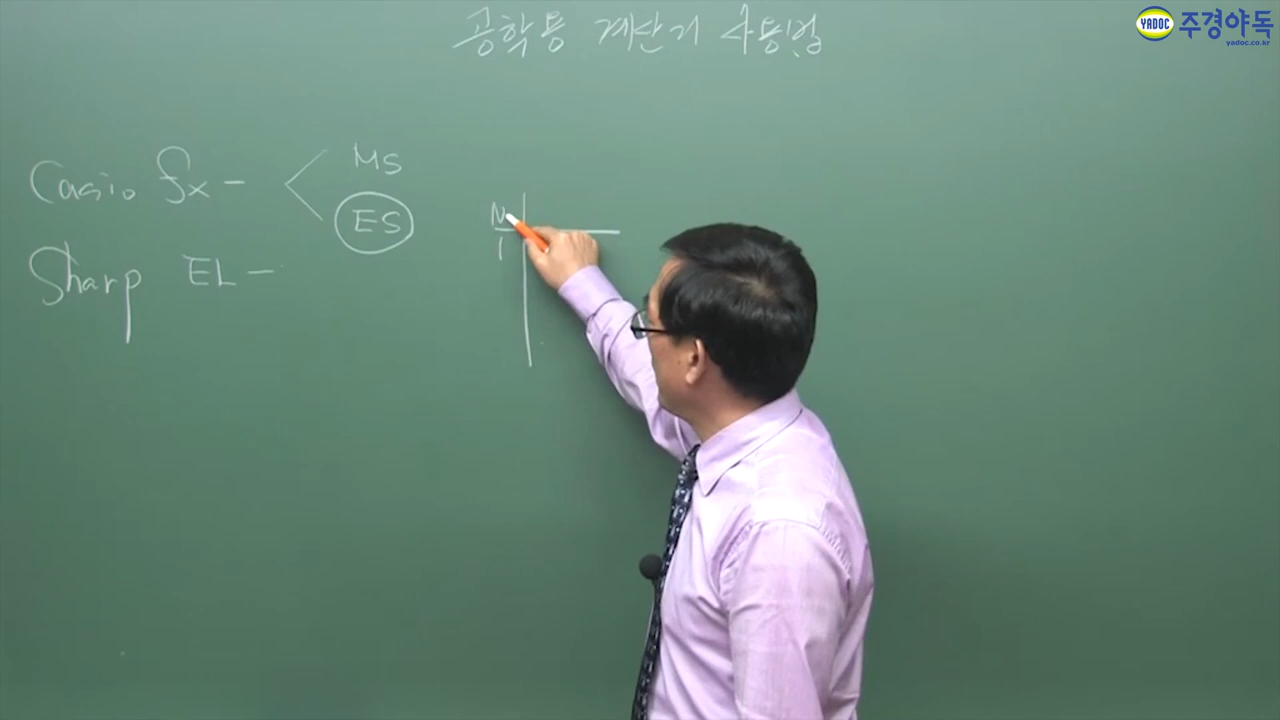 공학용 계산기 사용법
YADOC 주경야독
yadoc.co.kr
Casio fx - MS
ES
Sharp EL -
N
1